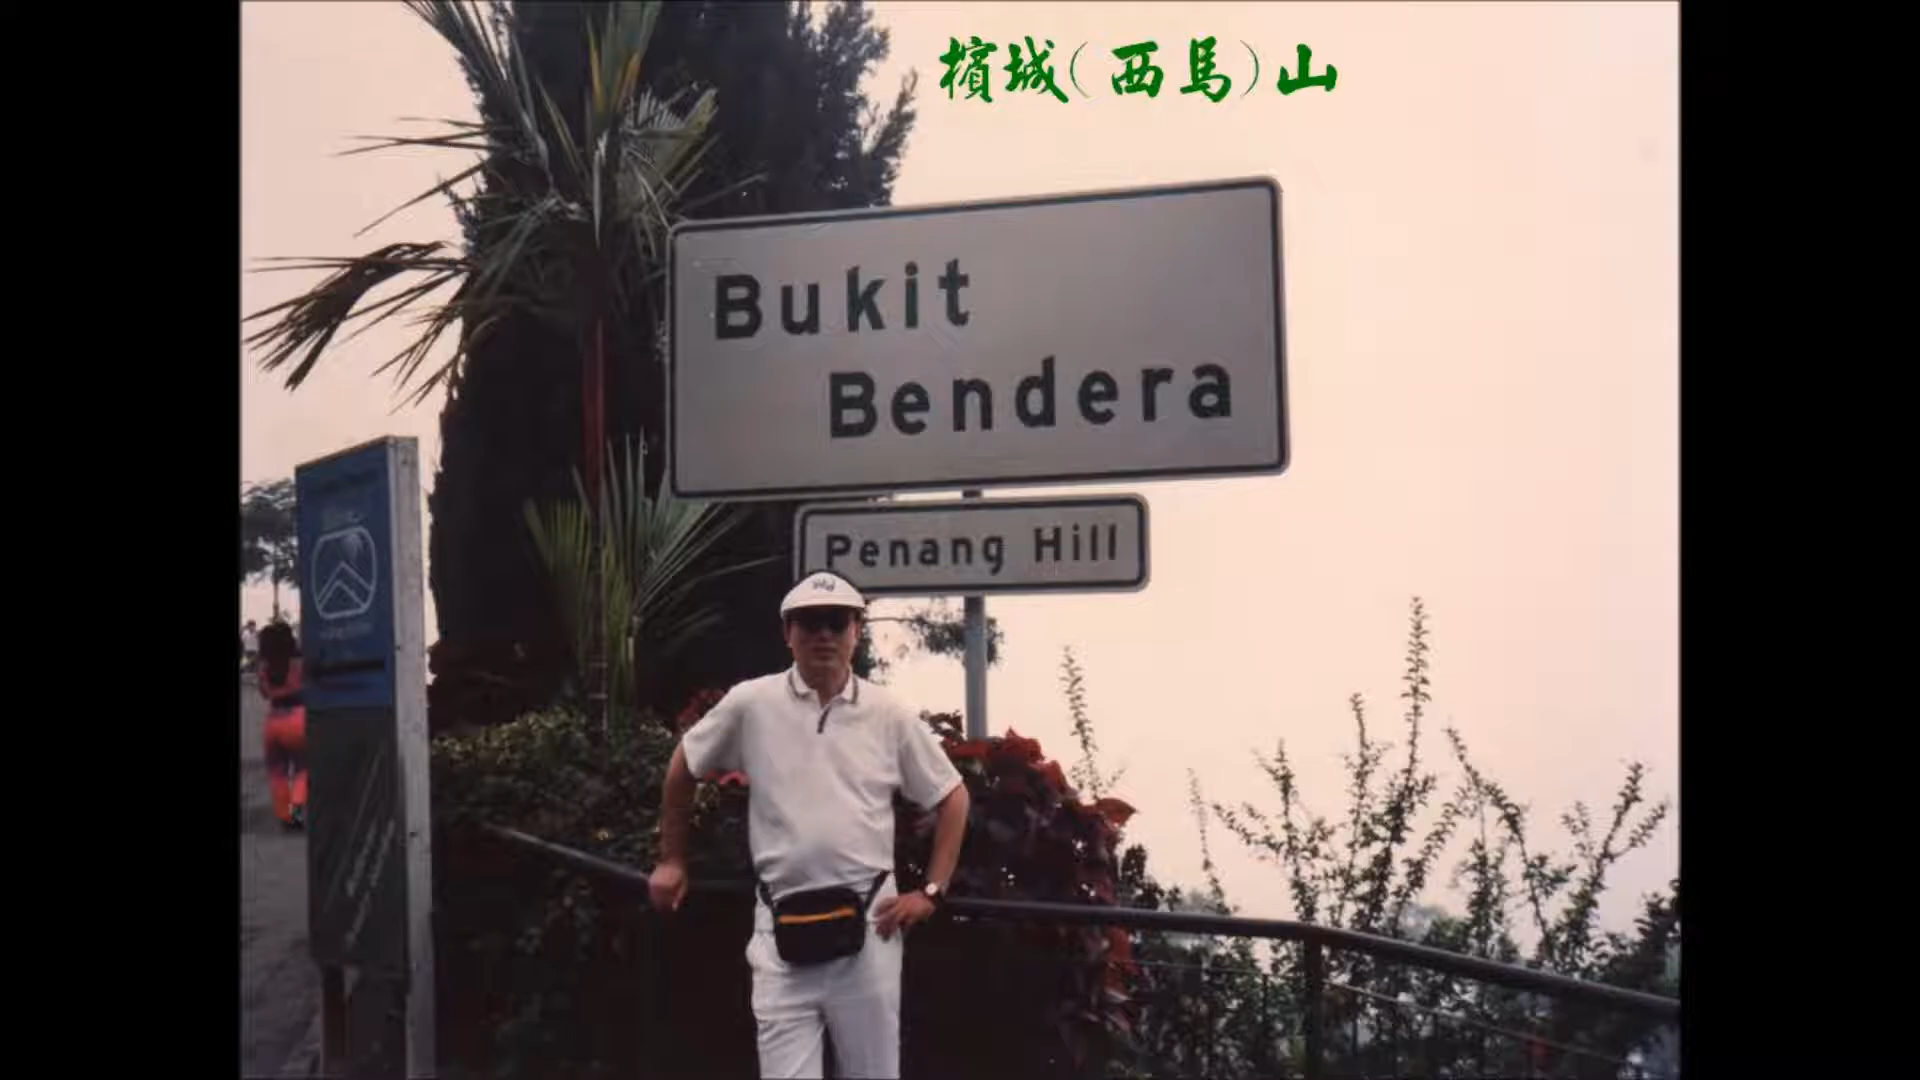 檳城(西馬)山
Bukit
Bendera
Penang Hill